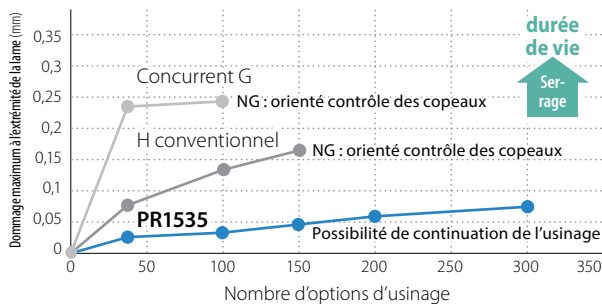 Dommage maximum à l'extrémité de la lame (mm)
0,35
0,3
0,25
0,2
0,15
0,1
0,05
0
durée
de vie
Ser-
rage
Concurrent G
NG : orienté contrôle des copeaux
H conventionnel
NG : orienté contrôle des copeaux
PR1535
Possibilité de continuation de l'usinage
0 50 100 150 200 250 300 350
Nombre d'options d'usinage